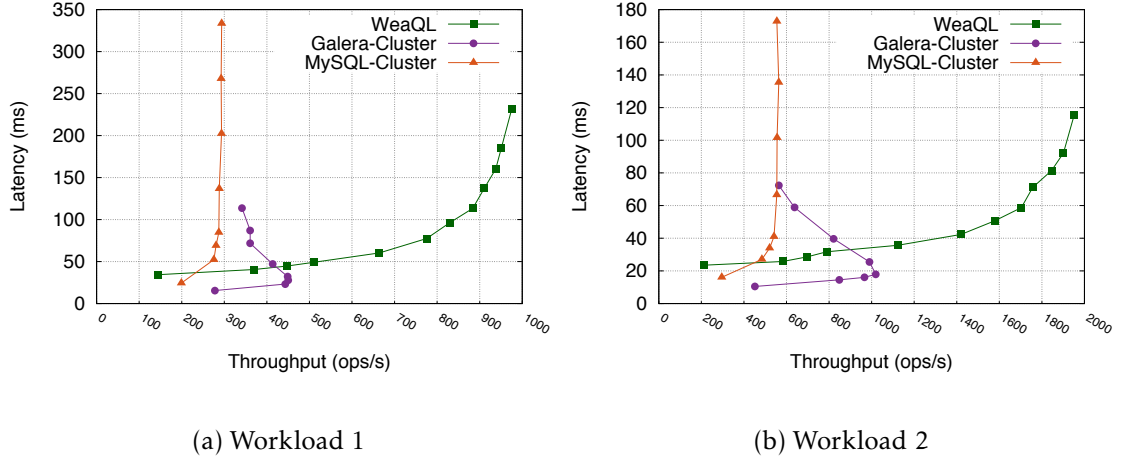 350
300
250
200
150
100
50
0
Latency (ms)
0 100 200 300 400 500 600 700 800 900 1000
Throughput (ops/s)
WeaQL
Galera-Cluster
MySQL-Cluster
(a) Workload 1
180
160
140
120
100
80
60
40
20
0
Latency (ms)
0 200 400 600 800 1000 1200 1400 1600 1800 2000
Throughput (ops/s)
WeaQL
Galera-Cluster
MySQL-Cluster
(b) Workload 2